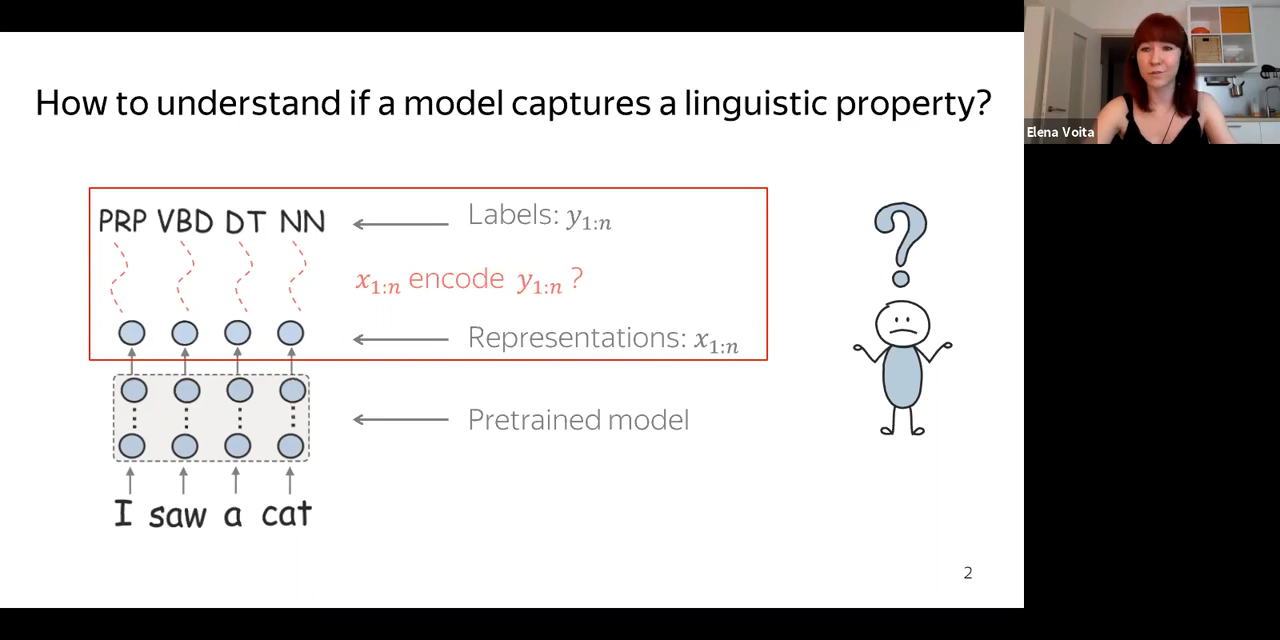 How to understand if a model captures a linguistic property?
PRP VBD DT NN
Labels: y1:n
x1:n encode y1:n ?
Representations: x1:n
Pretrained model
I saw a cat
?
2
Elena Voita